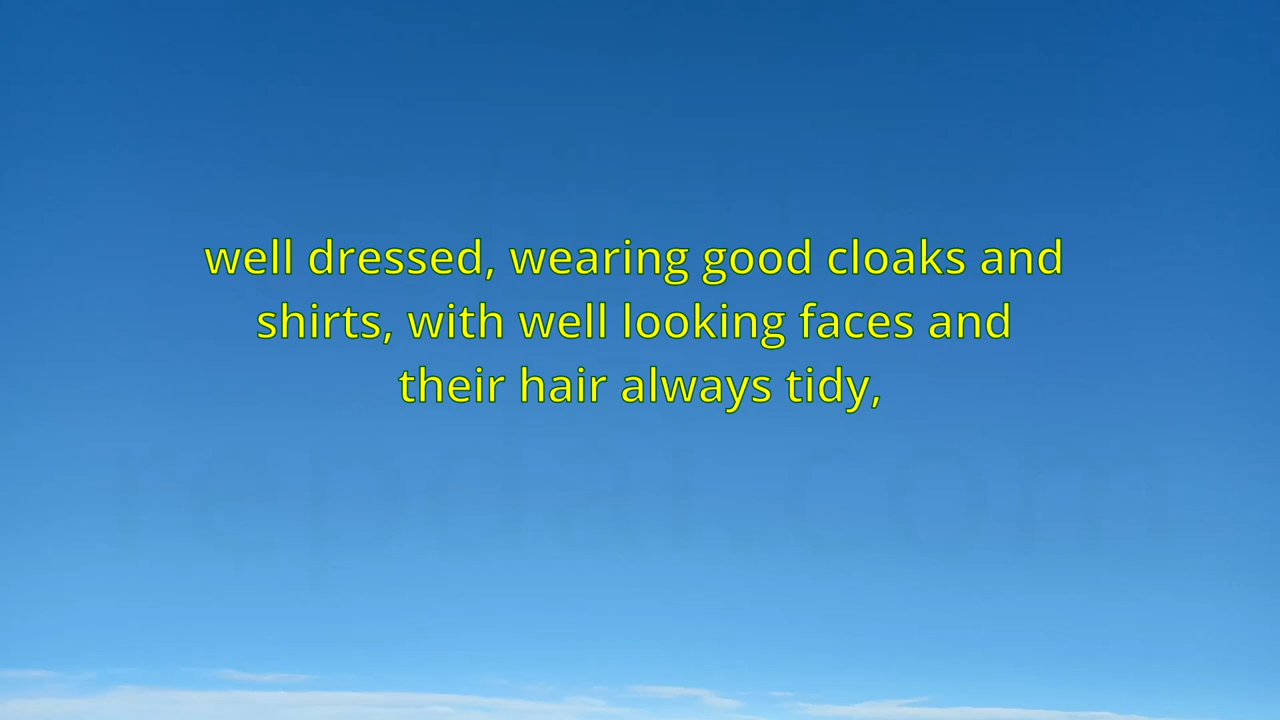 well dressed, wearing good cloaks and
shirts, with well looking faces and
their hair always tidy,